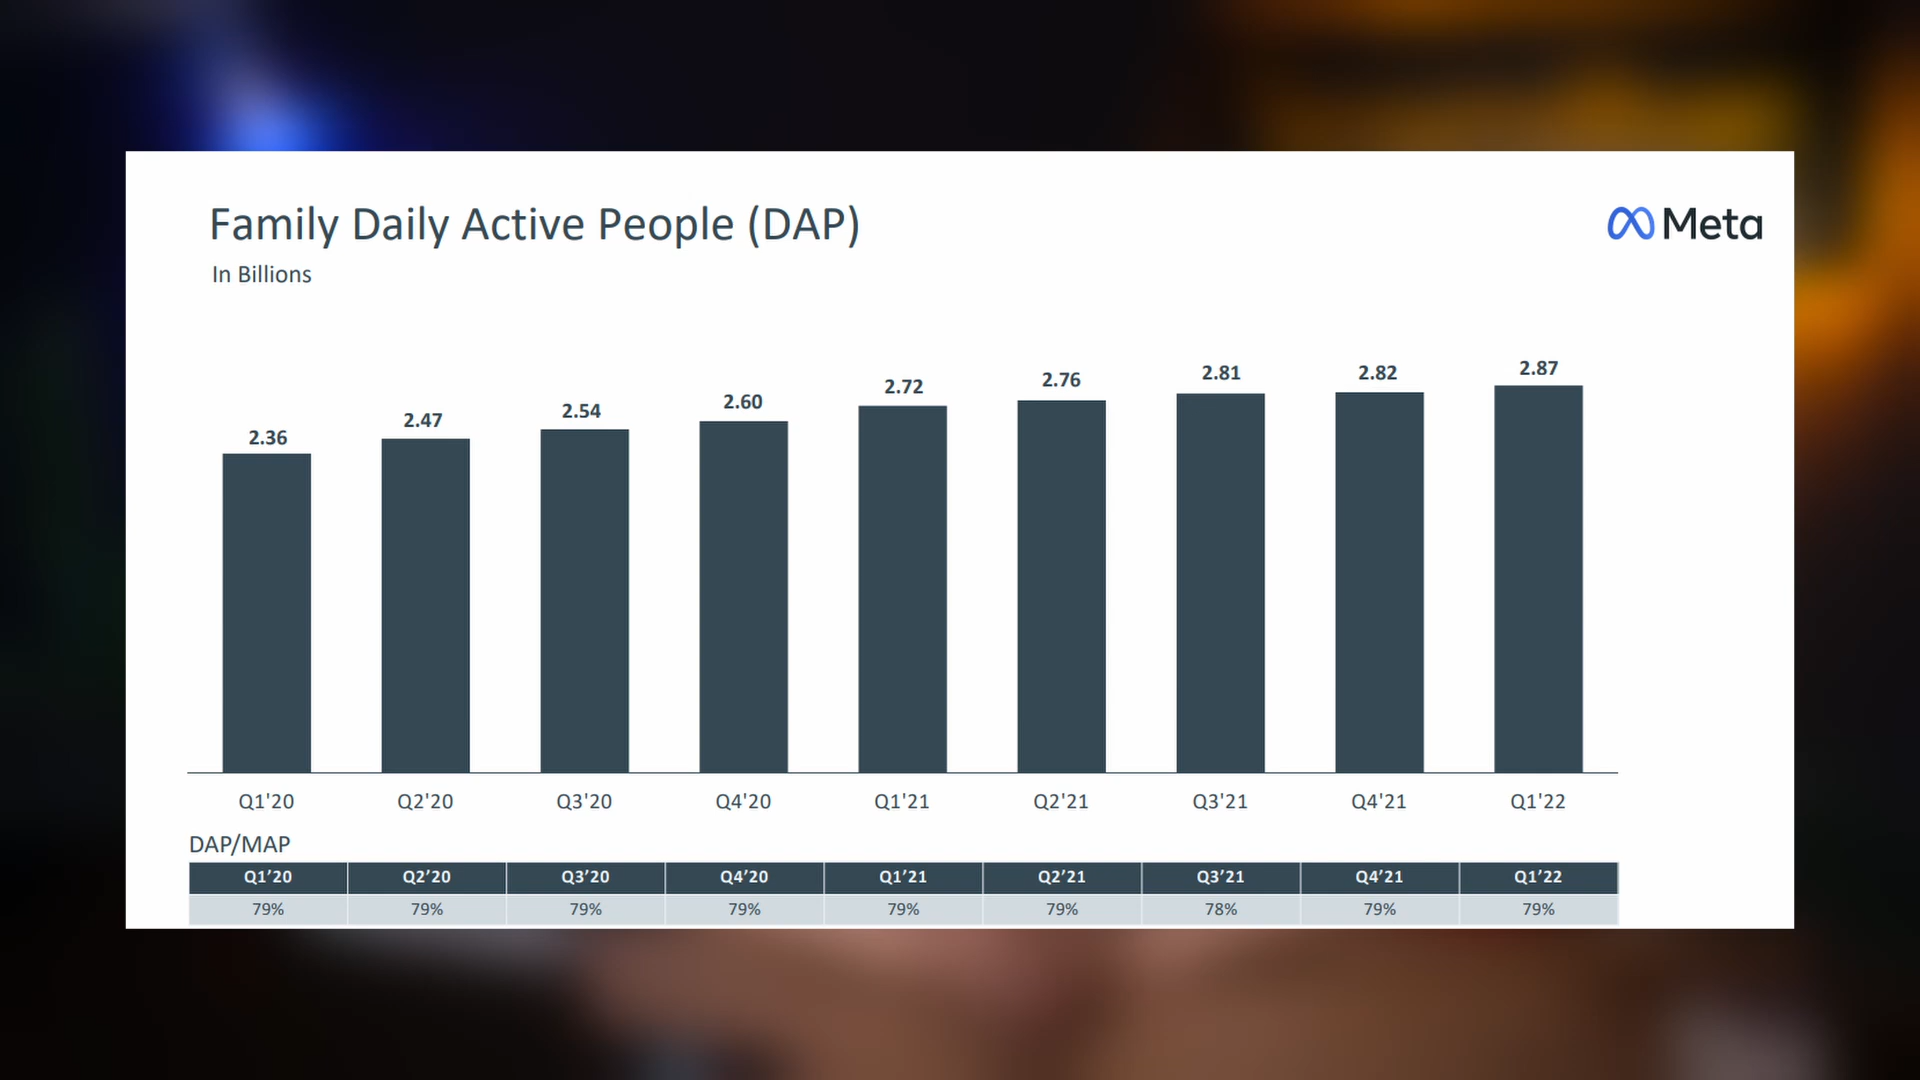 Family Daily Active People (DAP)
Meta
In Billions
2.36 2.47 2.54 2.60 2.72 2.76 2.81 2.82 2.87
Q1'20 Q2'20 Q3'20 Q4'20 Q1'21 Q2'21 Q3'21 Q4'21 Q1'22
DAP/MAP
Q1’20 Q2’20 Q3’20 Q4’20 Q1’21 Q2’21 Q3’21 Q4’21 Q1’22
79% 79% 79% 79% 79% 79% 78% 79% 79%